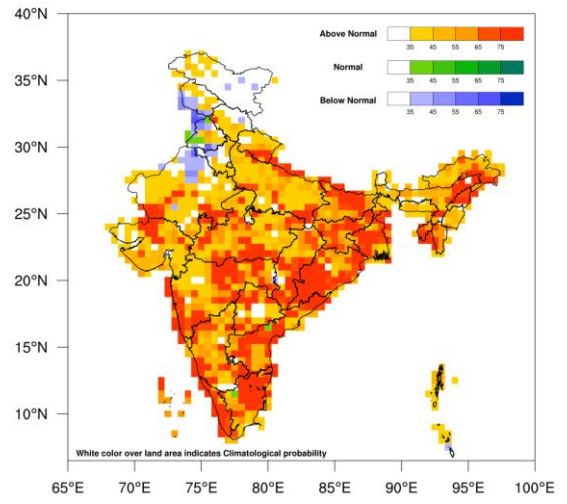 40°N
35°N
30°N
25°N
20°N
15°N
10°N
Above Normal
35 45 55 65 75
Normal
35 45 55 65 75
Below Normal
35 45 55 65 75
White color over land area indicates Climatological probability
65°E 70°E 75°E 80°E 85°E 90°E 95°E 100°E